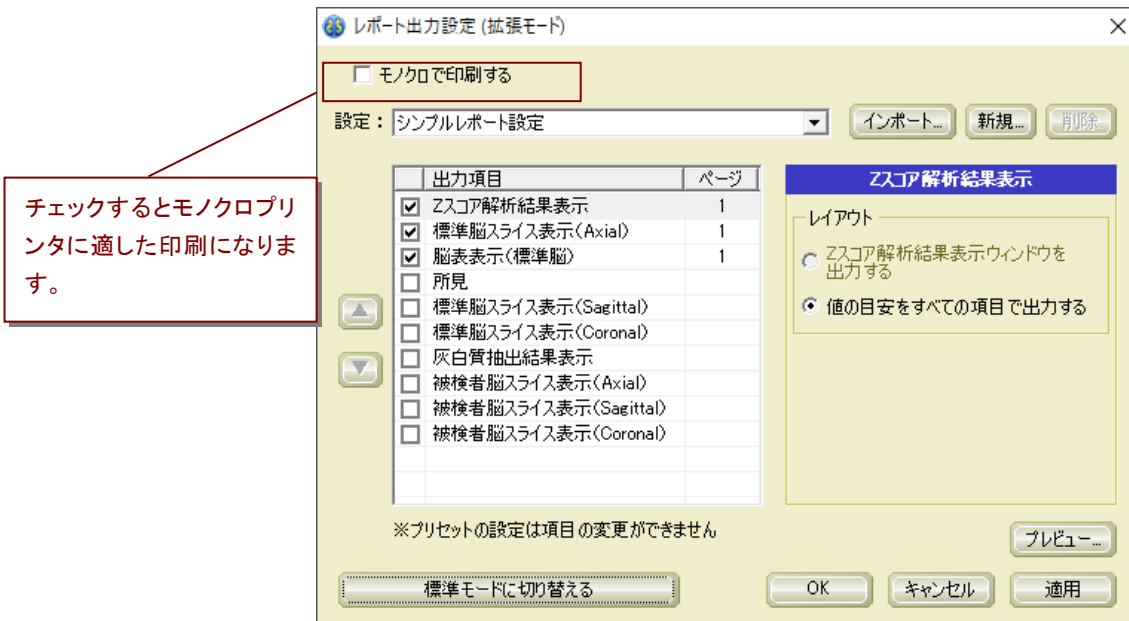 レポート出力設定 (拡張モード)
モノクロで印刷する
設定：
シンプルレポート設定
インポート...
新規...
削除
チェックするとモノクロプリ
ンタに適した印刷になりま
す。
出力項目 ページ
Zスコア解析結果表示 1
標準脳スライス表示(Axial) 1
脳表表示(標準脳) 1
所見
標準脳スライス表示(Sagittal)
標準脳スライス表示(Coronal)
灰白質抽出結果表示
被検者脳スライス表示(Axial)
被検者脳スライス表示(Sagittal)
被検者脳スライス表示(Coronal)
Zスコア解析結果表示
レイアウト
Zスコア解析結果表示ウィンドウを
出力する
値の目安をすべての項目で出力する
※プリセットの設定は項目の変更ができません
プレビュー...
標準モードに切り替える
OK
キャンセル
適用